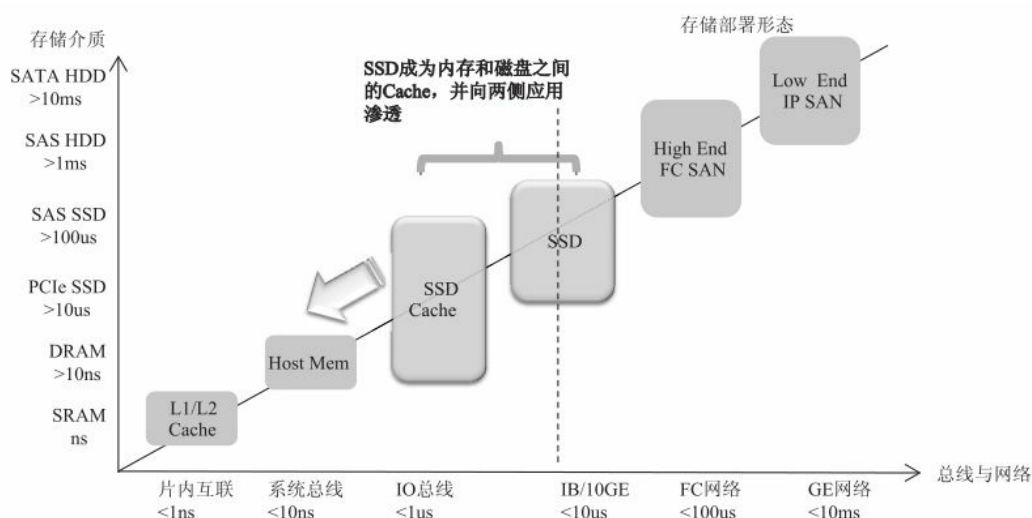 存储介质
存储部署形态
SATA HDD
>10ms
SSD成为内存和磁盘之间
的Cache，并向两侧应用
渗透
Low End
IP SAN
SAS HDD
>1ms
High End
FC SAN
SAS SSD
>100us
SSD
PCIe SSD
>10us
SSD
Cache
DRAM
>10ns
Host Mem
SRAM
ns
L1/L2
Cache
总线与网络
片内互联
<1ns
系统总线
<10ns
IO总线
<1us
IB/10GE
<10us
FC网络
<100us
GE网络
<10ms